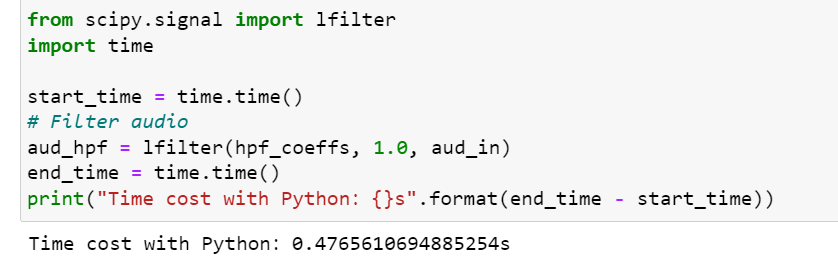 from scipy.signal import lfilter
import time
start_time = time.time()
# Filter audio
aud_hpf = lfilter(hpf_coeffs, 1.0, aud_in)
end_time = time.time()
print("Time cost with Python: {}s".format(end_time - start_time))
Time cost with Python: 0.4765610694885254s